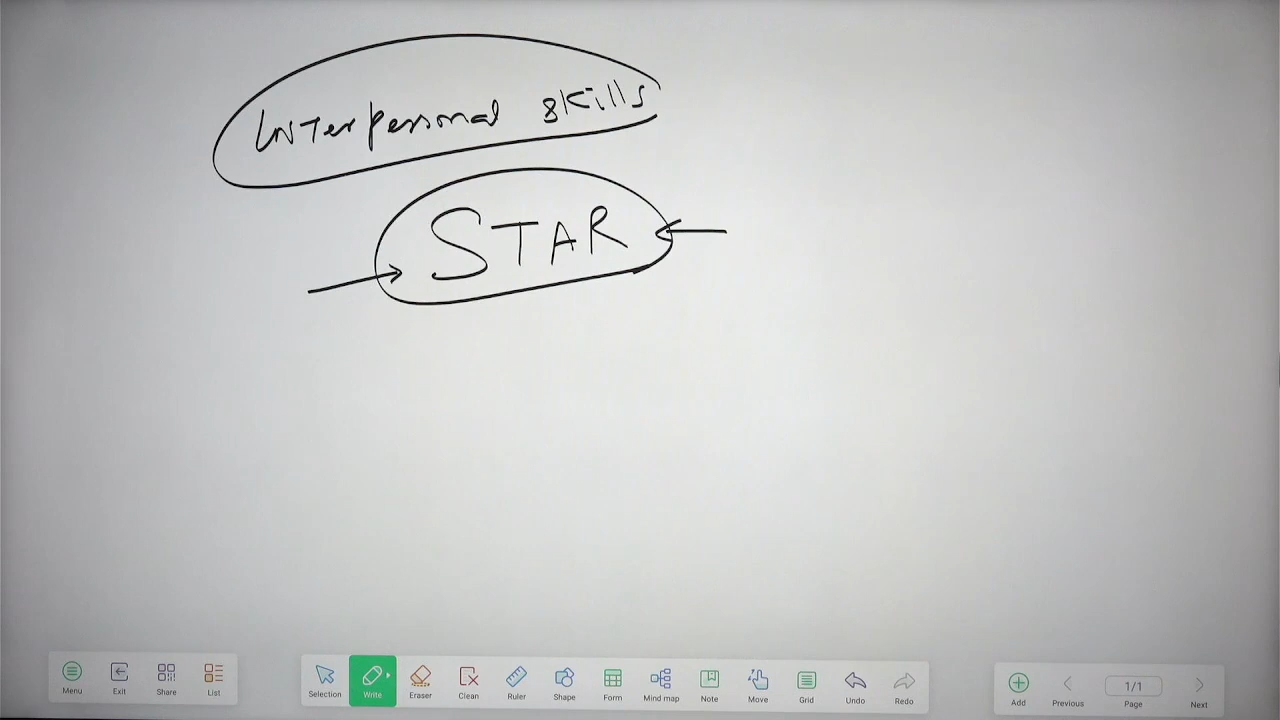 Interpersonal skills
STAR
Menu Exit Share List Selection Write Eraser Clean Ruler Shape Form Mind map Note Move Grid Undo Redo Add Previous 1/1 Page Next